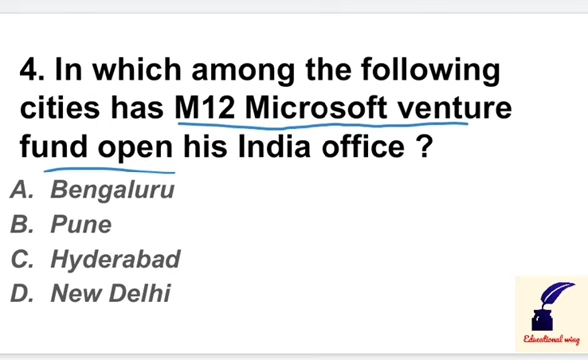 4. In which among the following
cities has M12 Microsoft venture
fund open his India office ?
A. Bengaluru
B. Pune
C. Hyderabad
D. New Delhi
Educational wing